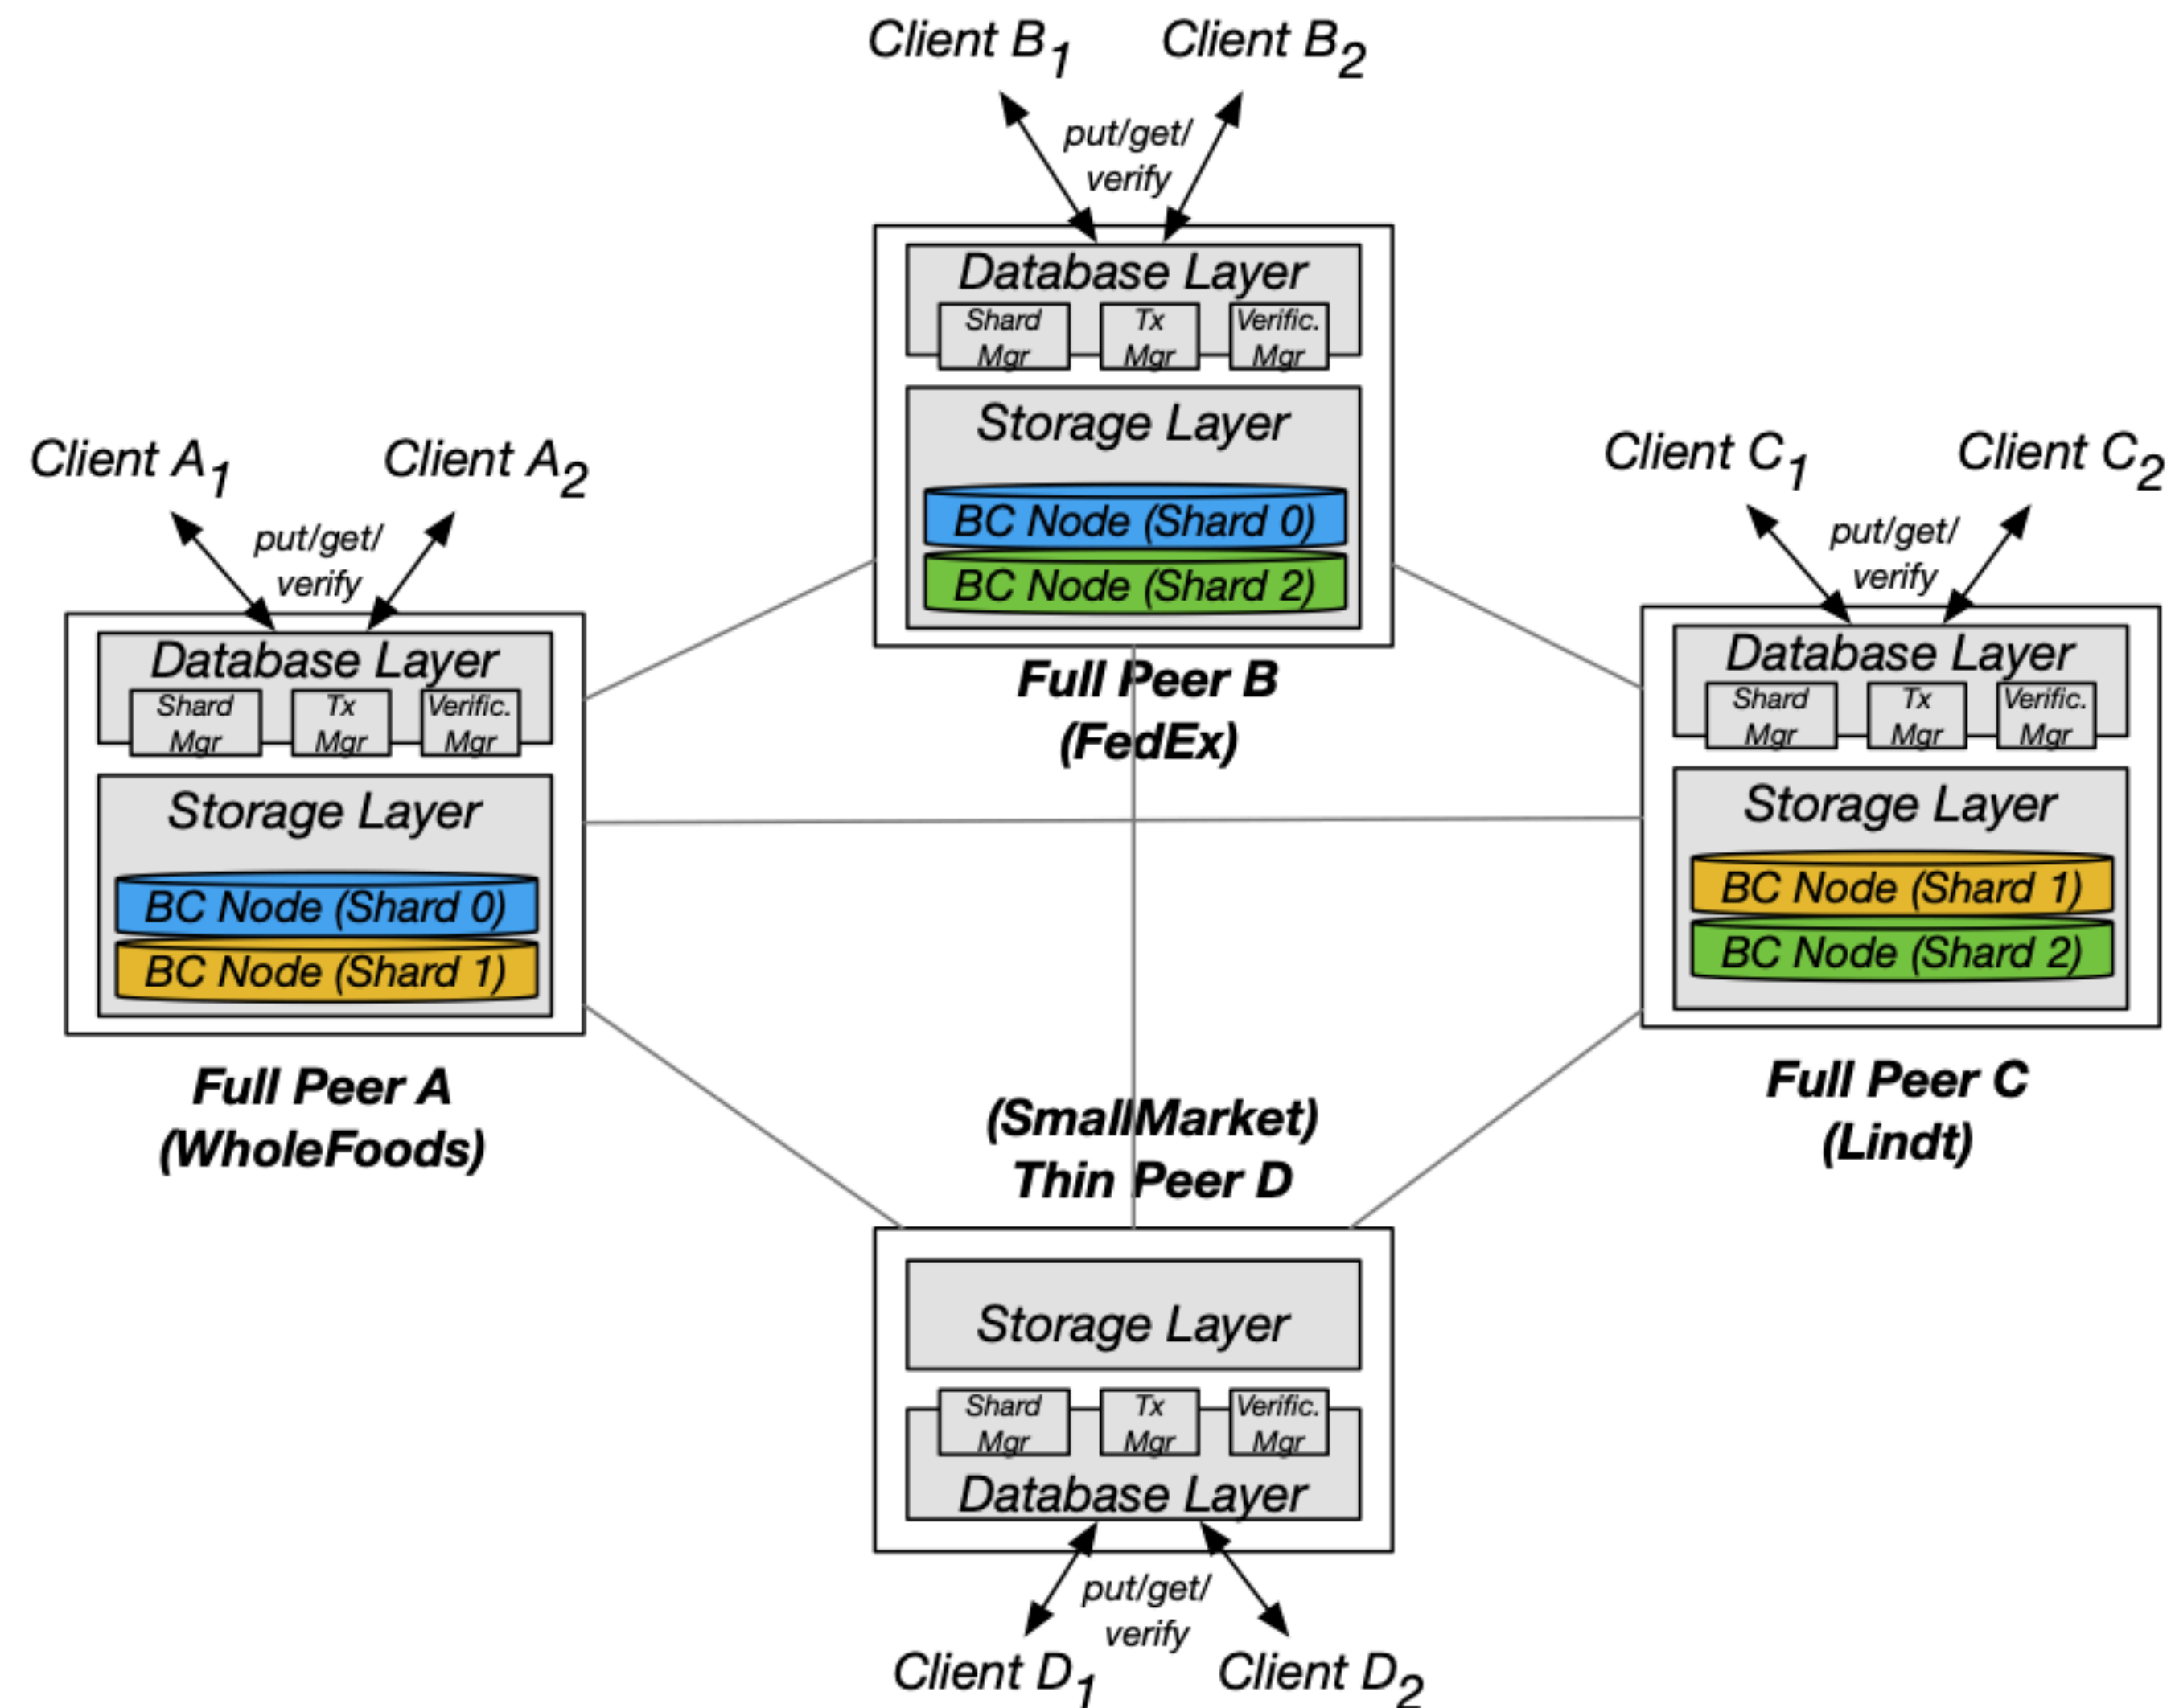 Client B1
Client B2
put/get/
verify
Database Layer
Shard
Mgr
Tx
Mgr
Verific.
Mgr
Storage Layer
BC Node (Shard 0)
BC Node (Shard 2)
Full Peer B
(FedEx)
Client A1
Client A2
put/get/
verify
Database Layer
Shard
Mgr
Tx
Mgr
Verific.
Mgr
Storage Layer
BC Node (Shard 0)
BC Node (Shard 1)
Full Peer A
(WholeFoods)
Client C1
Client C2
put/get/
verify
Database Layer
Shard
Mgr
Tx
Mgr
Verific.
Mgr
Storage Layer
BC Node (Shard 1)
BC Node (Shard 2)
Full Peer C
(Lindt)
(SmallMarket)
Thin Peer D
Storage Layer
Shard
Mgr
Tx
Mgr
Verific.
Mgr
Database Layer
put/get/
verify
Client D1
Client D2